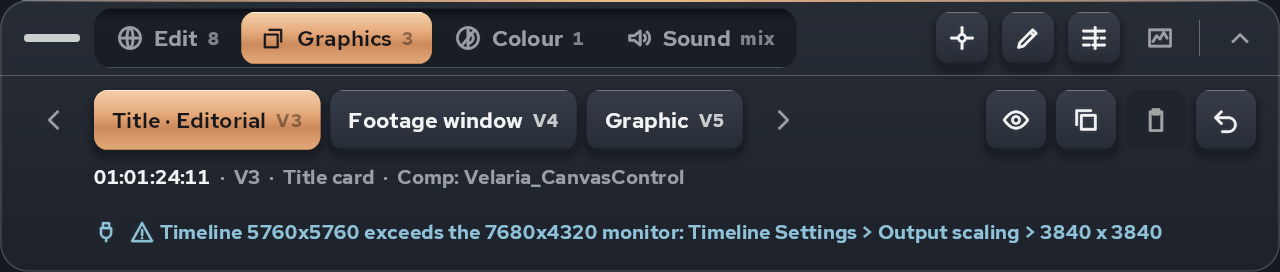 Edit 8 Graphics 3 Colour 1 Sound mix
Title · Editorial V3 Footage window V4 Graphic V5
01:01:24:11 · V3 · Title card · Comp: Velaria_CanvasControl
Timeline 5760x5760 exceeds the 7680x4320 monitor: Timeline Settings > Output scaling > 3840 x 3840